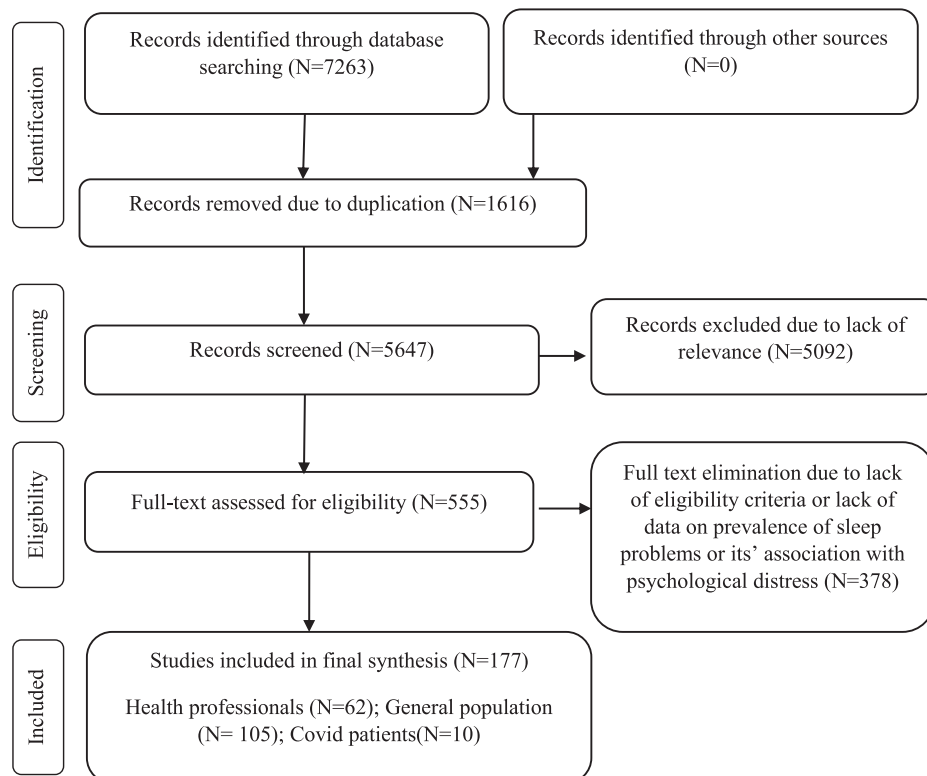 Identification
Records identified through database
searching (N=7263)
Records identified through other sources
(N=0)
Records removed due to duplication (N=1616)
Screening
Records screened (N=5647)
Records excluded due to lack of
relevance (N=5092)
Eligibility
Full-text assessed for eligibility (N=555)
Full text elimination due to lack
of eligibility criteria or lack of
data on prevalence of sleep
problems or its’ association with
psychological distress (N=378)
Included
Studies included in final synthesis (N=177)
Health professionals (N=62); General population
(N= 105); Covid patients(N=10)